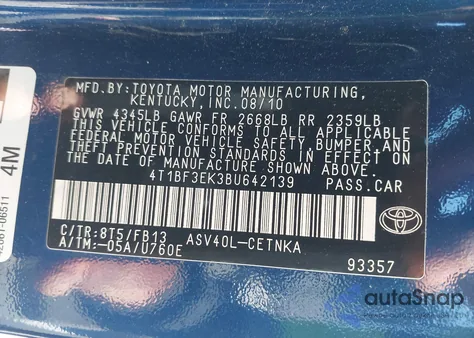 MFD.BY:TOYOTA MOTOR MANUFACTURING,
KENTUCKY,INC.08/10
GVWR 4345LB GAWR FR 2668LB RR 2359LB
THIS VEHICLE CONFORMS TO ALL APPLICABLE
FEDERAL MOTOR VEHICLE SAFETY, BUMPER, AND
THEFT PREVENTION STANDARDS IN EFFECT ON
THE DATE OF MANUFACTURE SHOWN ABOVE.
4T1BF3EK3BU642139 PASS.CAR
C/TR:8T5/FB13 ASV40L-CETNKA
A/TM:-05A/U760E
93357
4M
42661-06511
autoSnap